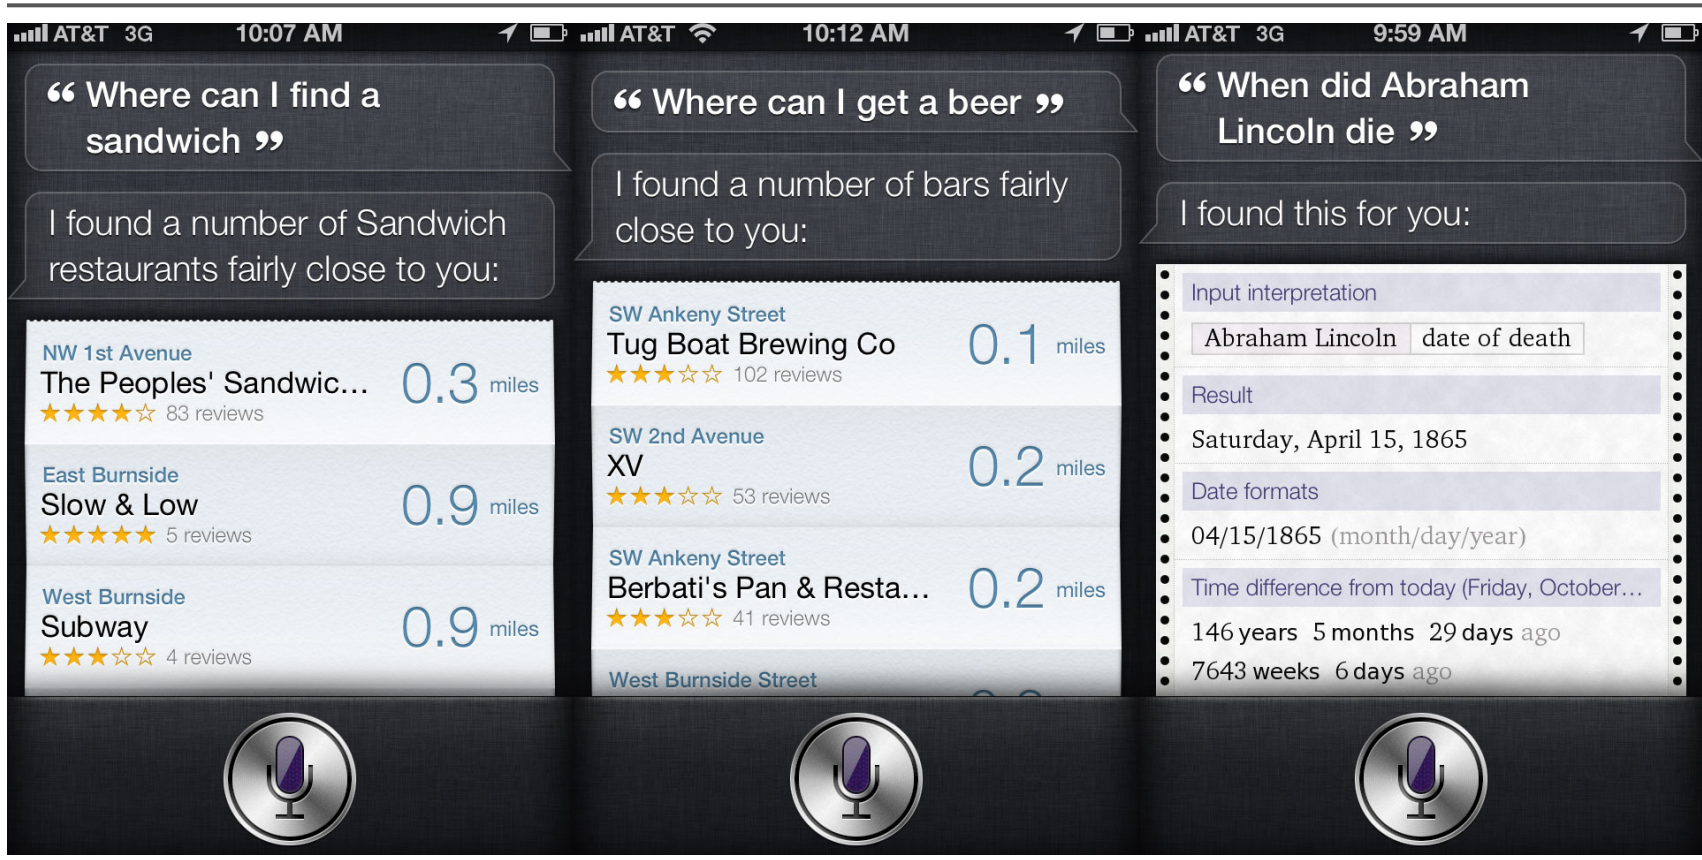 AT&T 3G 10:07 AM
“ Where can I find a
sandwich ”
I found a number of Sandwich
restaurants fairly close to you:
NW 1st Avenue
The Peoples' Sandwic...
0.3 miles
83 reviews
East Burnside
Slow & Low
0.9 miles
5 reviews
West Burnside
Subway
0.9 miles
4 reviews
AT&T 10:12 AM
“ Where can I get a beer ”
I found a number of bars fairly
close to you:
SW Ankeny Street
Tug Boat Brewing Co
0.1 miles
102 reviews
SW 2nd Avenue
XV
0.2 miles
53 reviews
SW Ankeny Street
Berbati's Pan & Resta...
0.2 miles
41 reviews
West Burnside Street
AT&T 3G 9:59 AM
“ When did Abraham
Lincoln die ”
I found this for you:
Input interpretation
Abraham Lincoln date of death
Result
Saturday, April 15, 1865
Date formats
04/15/1865 (month/day/year)
Time difference from today (Friday, October...
146 years 5 months 29 days ago
7643 weeks 6 days ago